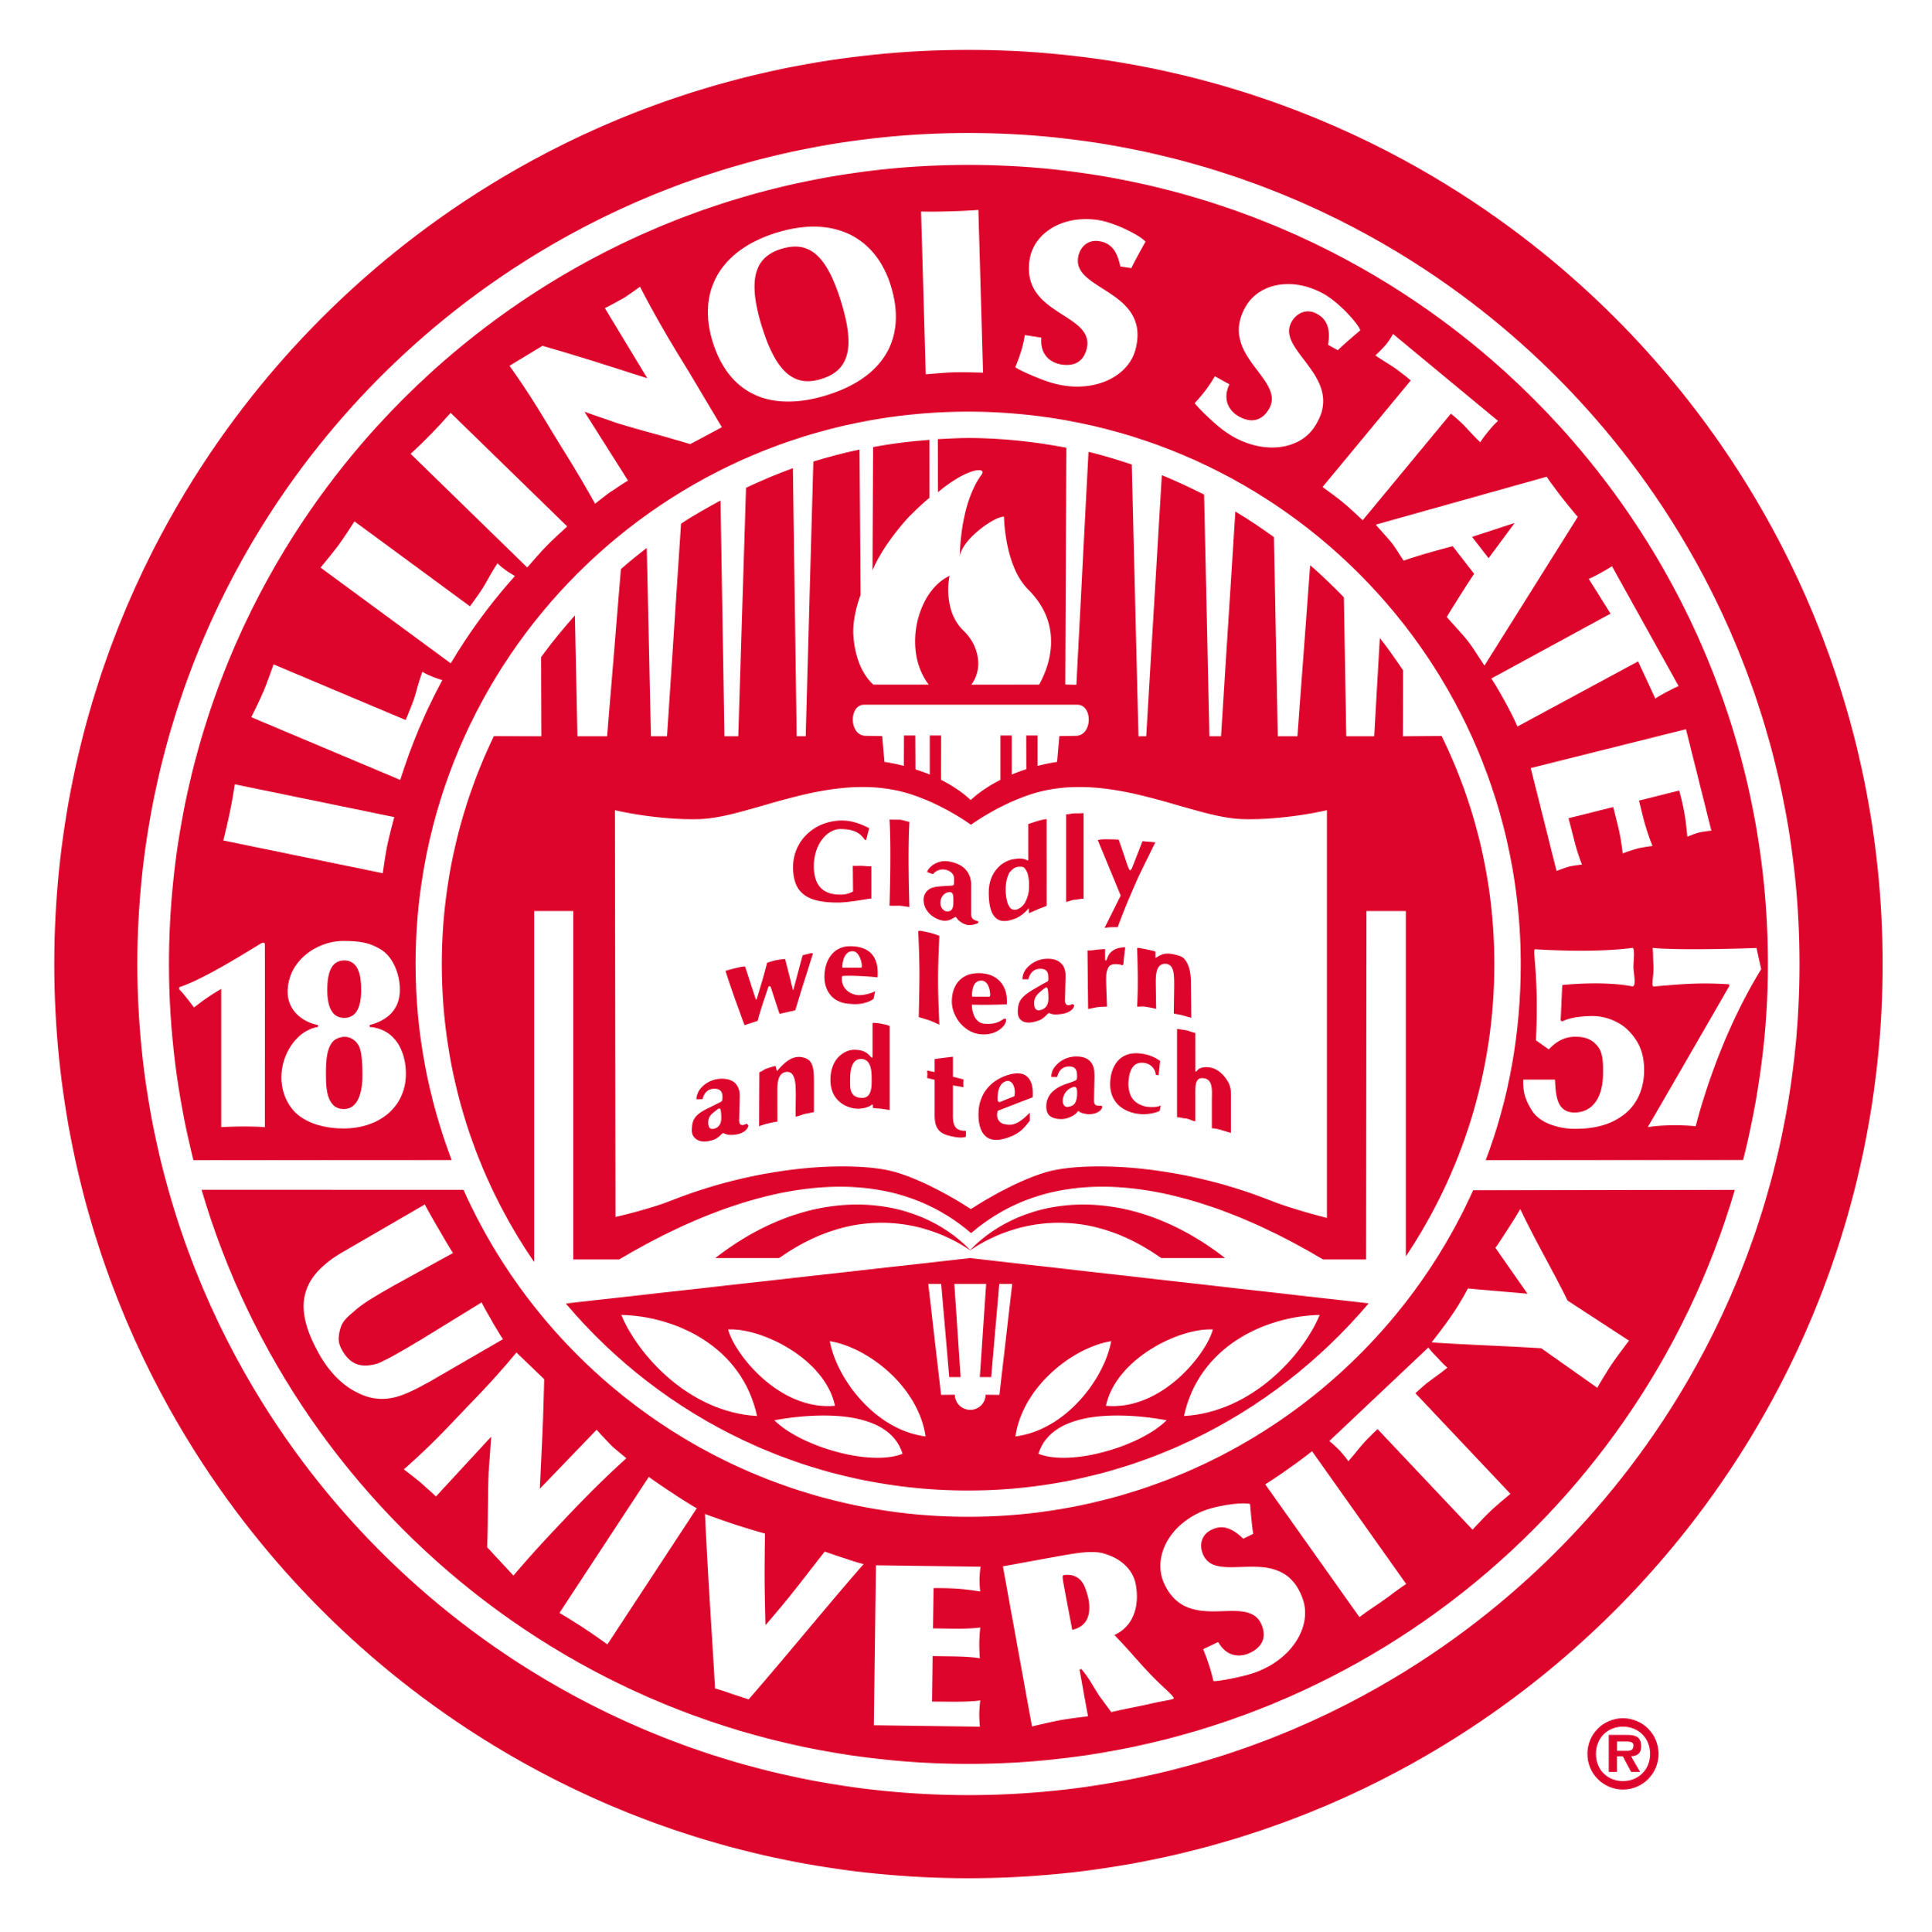 ILLINOIS STATE
18 57
UNIVERSITY
Gladly
we Learn
and teach
®